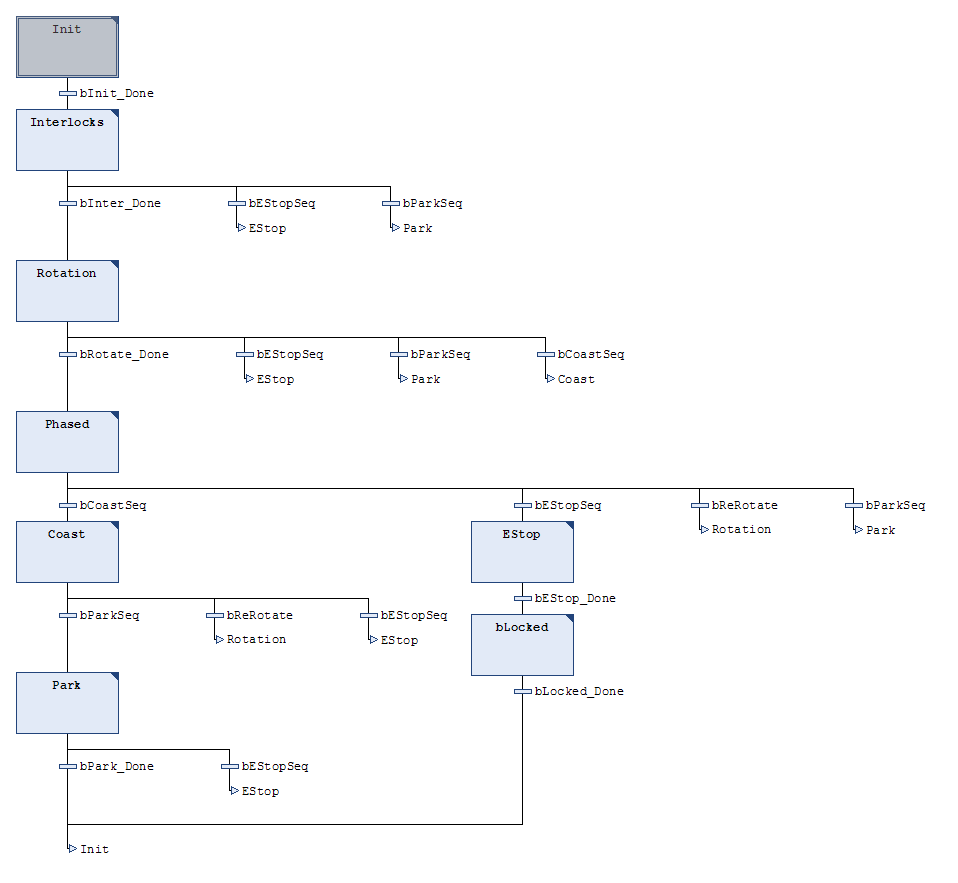 Init
bInit_Done
Interlocks
bInter_Done bEStopSeq bParkSeq
EStop Park
Rotation
bRotate_Done bEStopSeq bParkSeq bCoastSeq
EStop Park Coast
Phased
bCoastSeq bEStopSeq bReRotate bParkSeq
Coast EStop Rotation Park
bEStop_Done
bParkSeq bReRotate bEStopSeq bLocked
Rotation EStop
Park bLocked_Done
bPark_Done bEStopSeq
EStop
Init